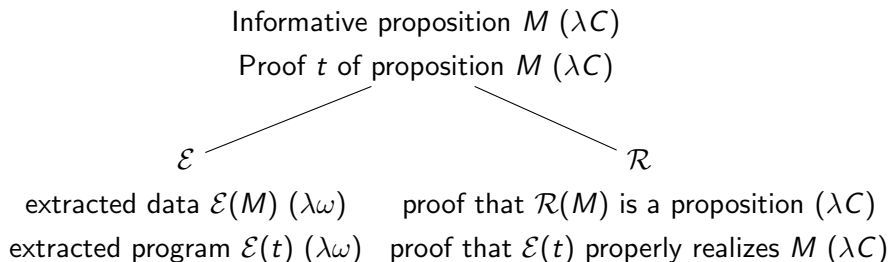 Informative proposition M (λC)
Proof t of proposition M (λC)
ℰ
ℛ
extracted data ℰ(M) (λω)
proof that ℛ(M) is a proposition (λC)
extracted program ℰ(t) (λω)
proof that ℰ(t) properly realizes M (λC)